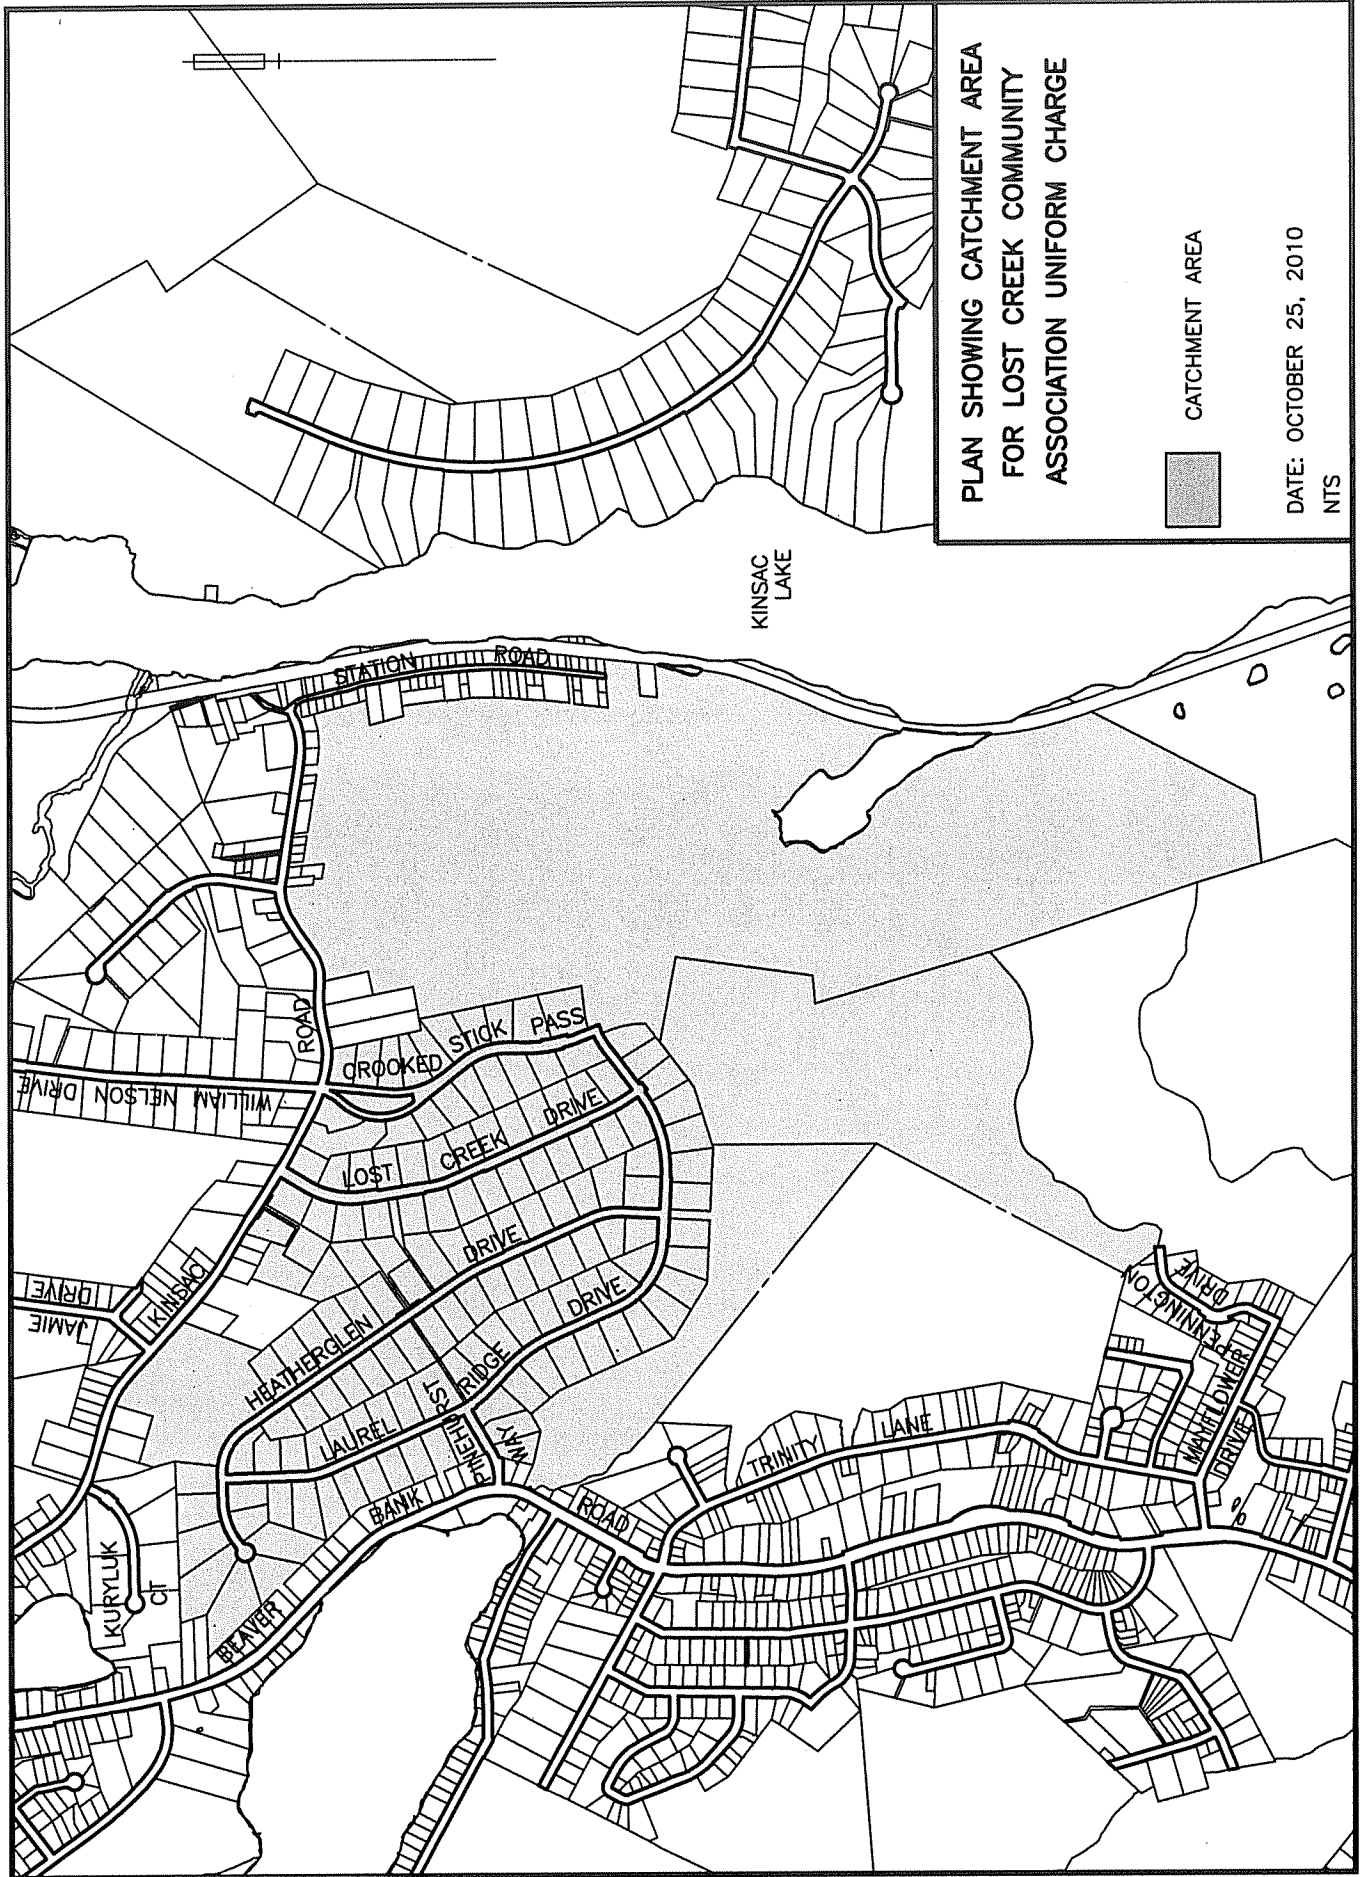 PLAN SHOWING CATCHMENT AREA
FOR LOST CREEK COMMUNITY
ASSOCIATION UNIFORM CHARGE
CATCHMENT AREA
DATE: OCTOBER 25, 2010
NTS
KINSAC
LAKE
STATION ROAD
KINSAC ROAD
WILLIAM NELSON DRIVE
CROOKED STICK PASS
LOST CREEK DRIVE
JAMIE
DRIVE
HEATHERGLEN DRIVE
LAUREL RIDGE DRIVE
PINEHURST
WAY
BEAVER BANK ROAD
KURYLUK
CT
TRINITY LANE
PENNINGTON
DRIVE
MAYFLOWER
DRIVE